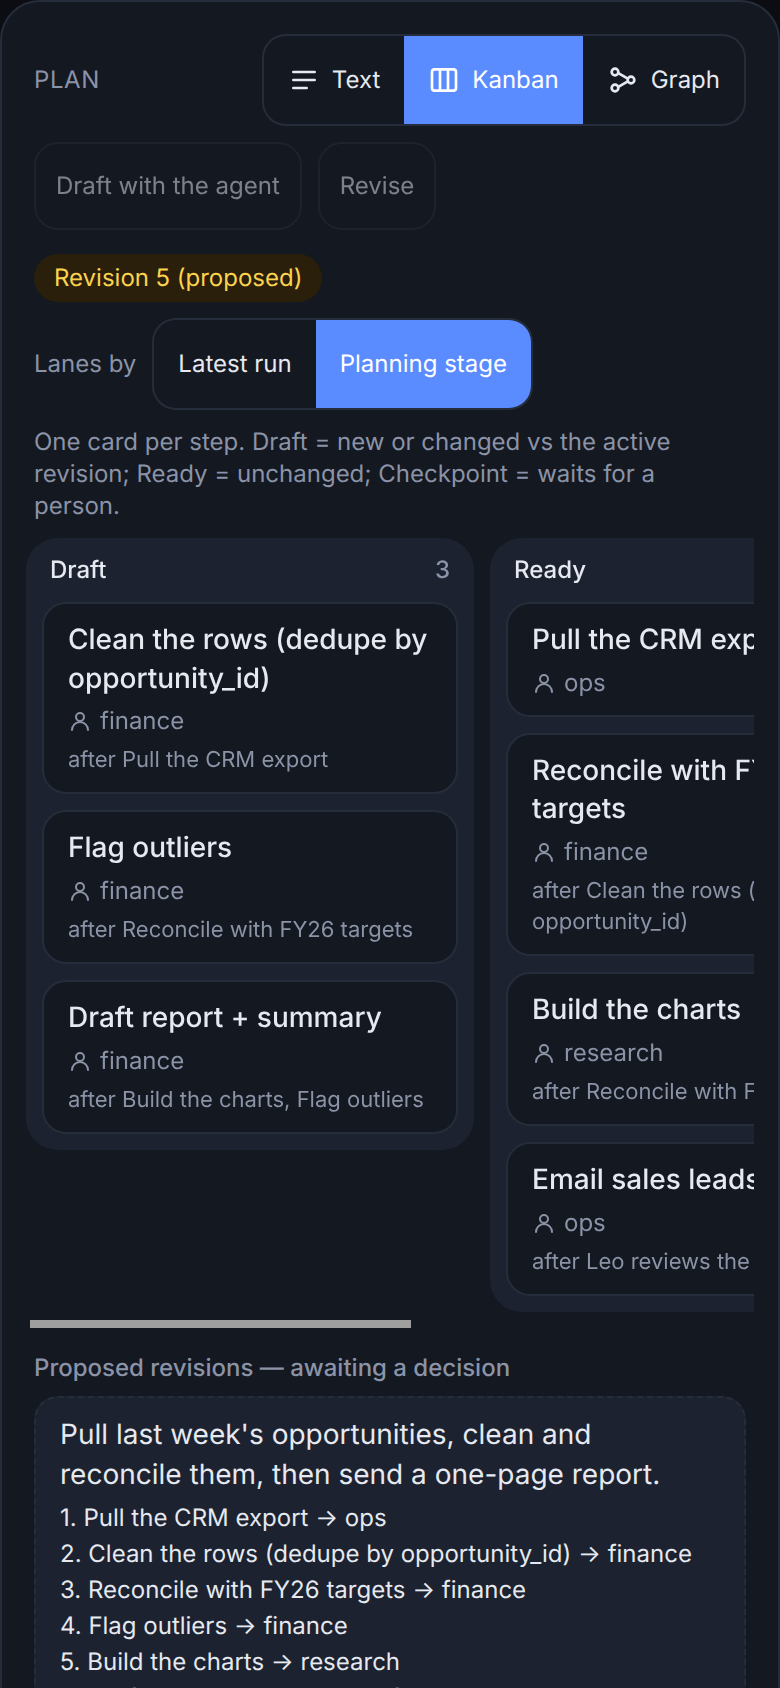 PLAN
Text
Kanban
Graph
Draft with the agent
Revise
Revision 5 (proposed)
Lanes by
Latest run
Planning stage
One card per step. Draft = new or changed vs the active
revision; Ready = unchanged; Checkpoint = waits for a
person.
Draft
3
Clean the rows (dedupe by
opportunity_id)
finance
after Pull the CRM export
Flag outliers
finance
after Reconcile with FY26 targets
Draft report + summary
finance
after Build the charts, Flag outliers
Ready
Pull the CRM exp
ops
Reconcile with FY
targets
finance
after Clean the rows (
opportunity_id)
Build the charts
research
after Reconcile with F
Email sales leads
ops
after Leo reviews the
Proposed revisions — awaiting a decision
Pull last week's opportunities, clean and
reconcile them, then send a one-page report.
1. Pull the CRM export → ops
2. Clean the rows (dedupe by opportunity_id) → finance
3. Reconcile with FY26 targets → finance
4. Flag outliers → finance
5. Build the charts → research